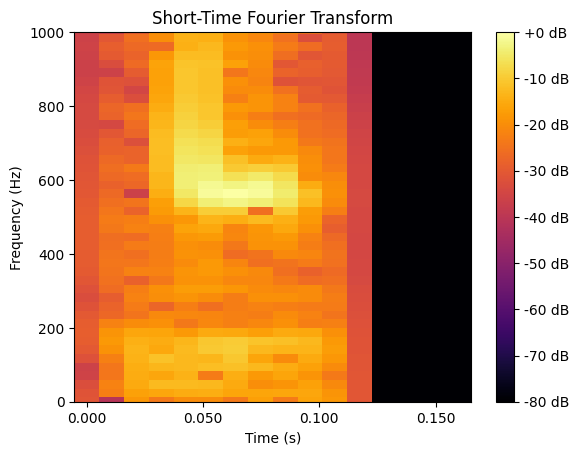 Short-Time Fourier Transform
Frequency (Hz)
1000
800
600
400
200
0
0.000
0.050
0.100
0.150
Time (s)
+0 dB
-10 dB
-20 dB
-30 dB
-40 dB
-50 dB
-60 dB
-70 dB
-80 dB